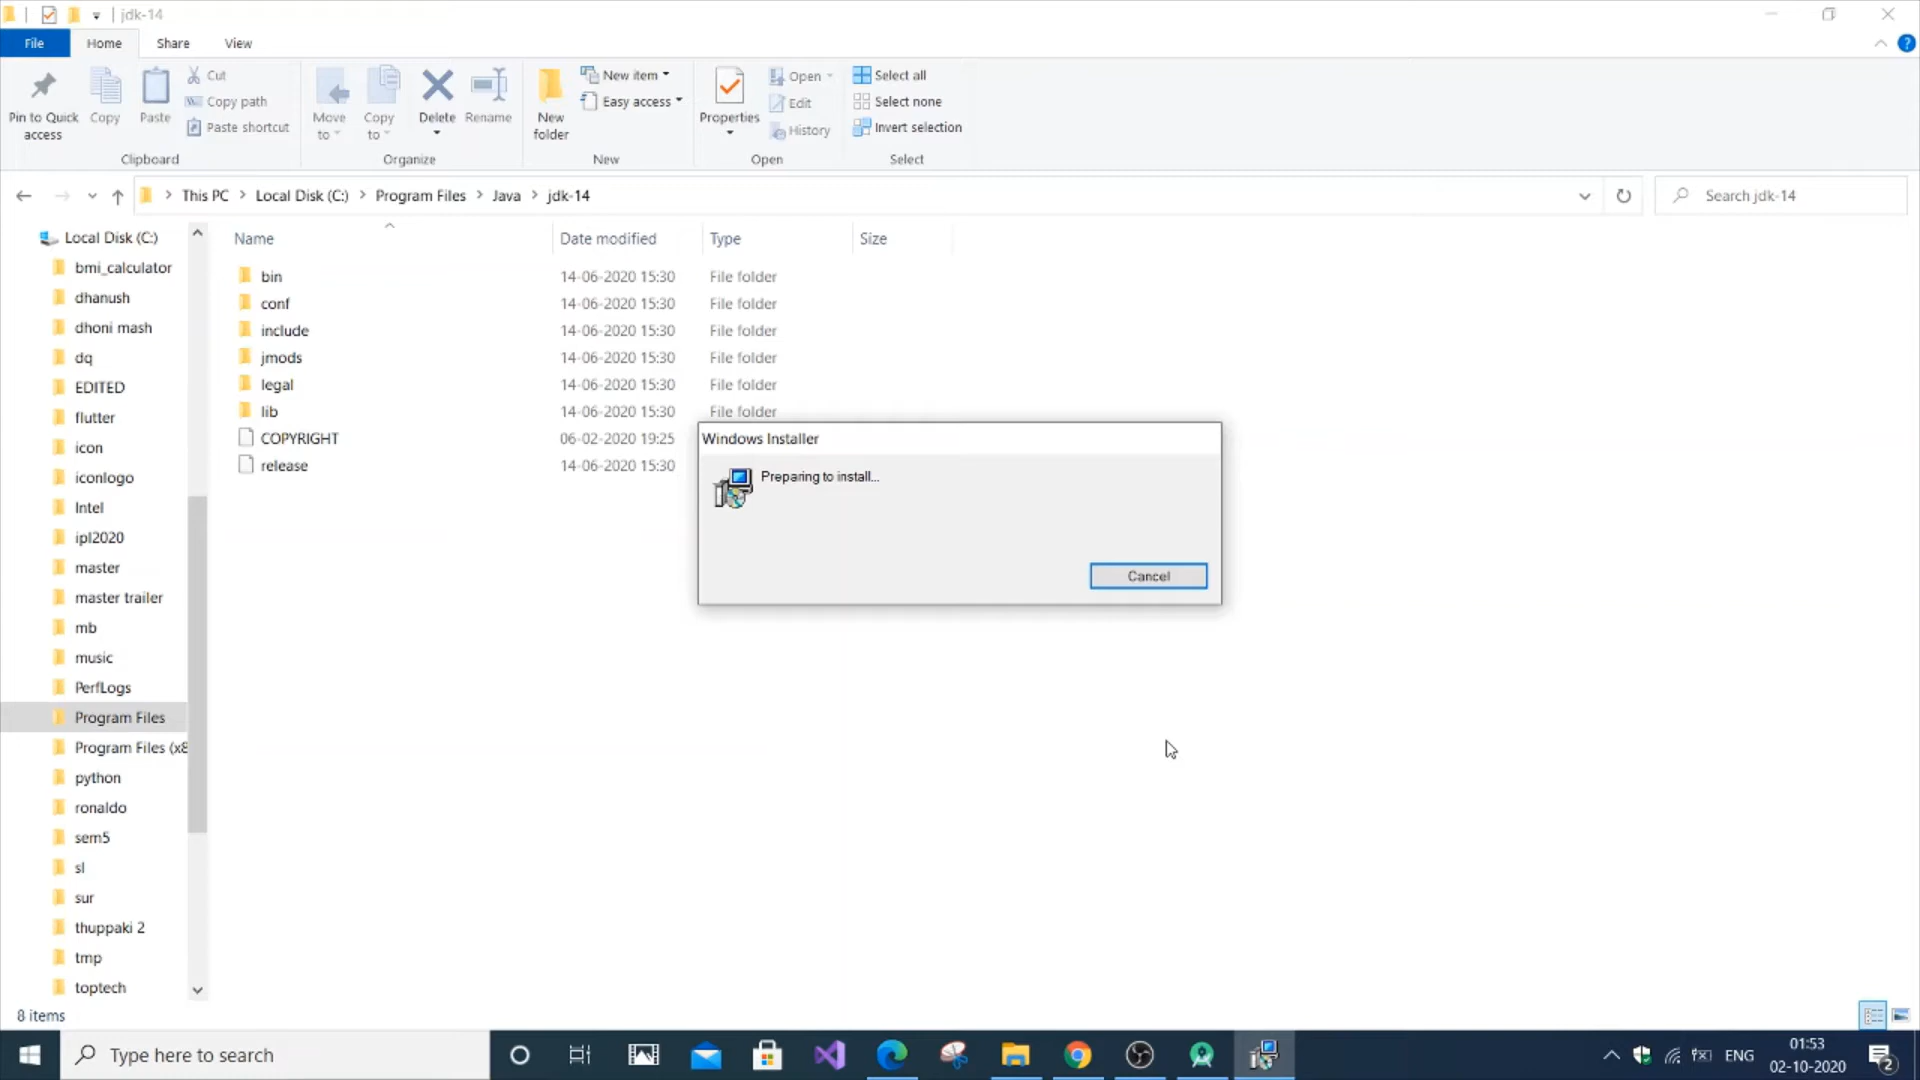 jdk-14
File Home Share View
Pin to Quick access
Copy
Paste
Cut
Copy path
Paste shortcut
Clipboard
Move to
Copy to
Delete
Rename
Organize
New folder
New item
Easy access
New
Properties
Open
Edit
History
Open
Select all
Select none
Invert selection
Select
This PC > Local Disk (C:) > Program Files > Java > jdk-14
Search jdk-14
Local Disk (C:)
bmi_calculator
dhanush
dhoni mash
dq
EDITED
flutter
icon
iconlogo
Intel
ipl2020
master
master trailer
mb
music
PerfLogs
Program Files
Program Files (x8
python
ronaldo
sem5
sl
sur
thuppaki 2
tmp
toptech
Name Date modified Type Size
bin 14-06-2020 15:30 File folder
conf 14-06-2020 15:30 File folder
include 14-06-2020 15:30 File folder
jmods 14-06-2020 15:30 File folder
legal 14-06-2020 15:30 File folder
lib 14-06-2020 15:30 File folder
COPYRIGHT 06-02-2020 19:25
release 14-06-2020 15:30
Windows Installer
Preparing to install...
Cancel
8 items
Type here to search
ENG
01:53
02-10-2020
2